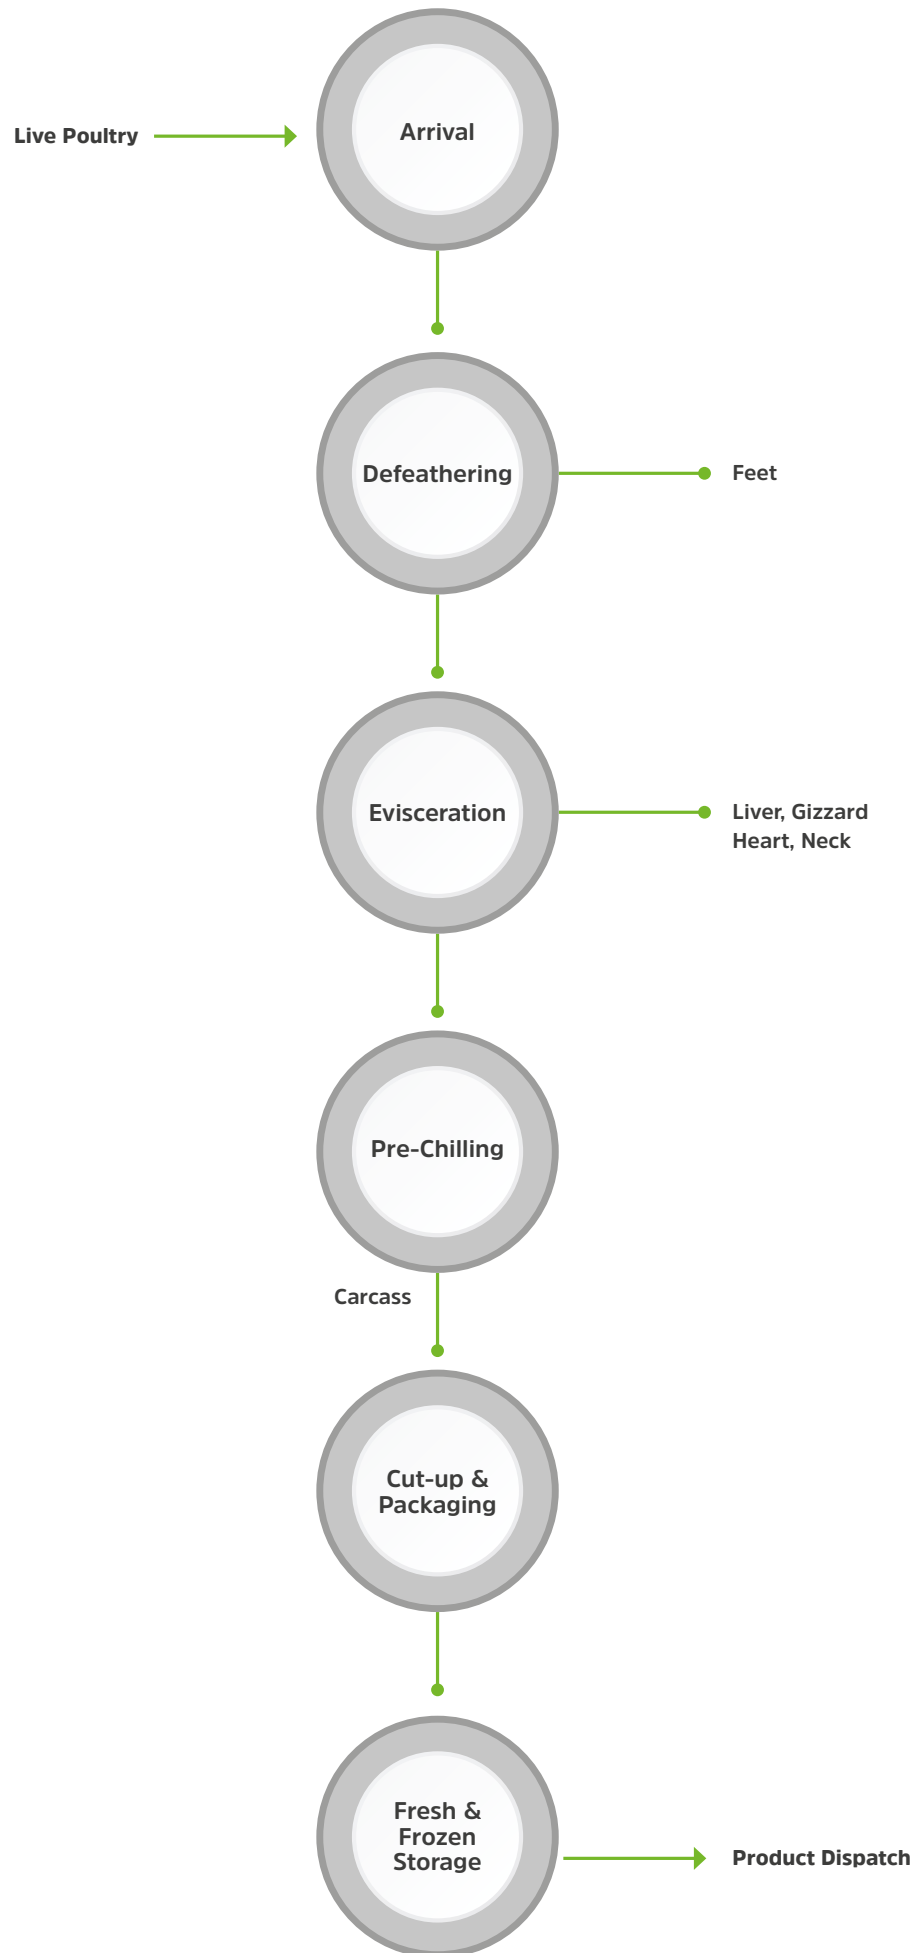 Arrival
Live Poultry
Defeathering
Feet
Evisceration
Liver, Gizzard
Heart, Neck
Pre-Chilling
Carcass
Cut-up &
Packaging
Fresh &
Frozen
Storage
Product Dispatch